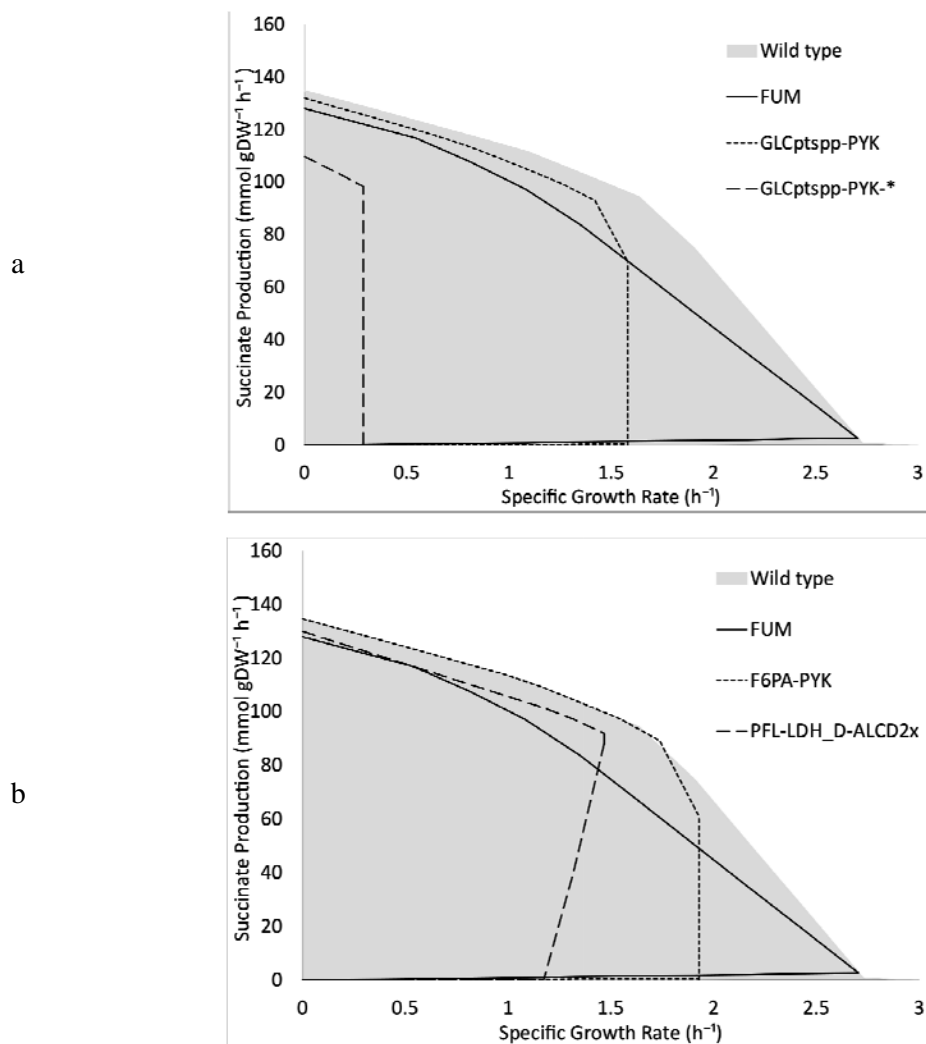 a
Succinate Production (mmol gDW⁻¹ h⁻¹ )
160
140
120
100
80
60
40
20
0
0 0.5 1 1.5 2 2.5 3
Specific Growth Rate (h⁻¹)
Wild type
FUM
GLCptspp-PYK
GLCptspp-PYK-*
b
Succinate Production (mmol gDW⁻¹ h⁻¹ )
160
140
120
100
80
60
40
20
0
0 0.5 1 1.5 2 2.5 3
Specific Growth Rate (h⁻¹)
Wild type
FUM
F6PA-PYK
PFL-LDH_D-ALCD2x